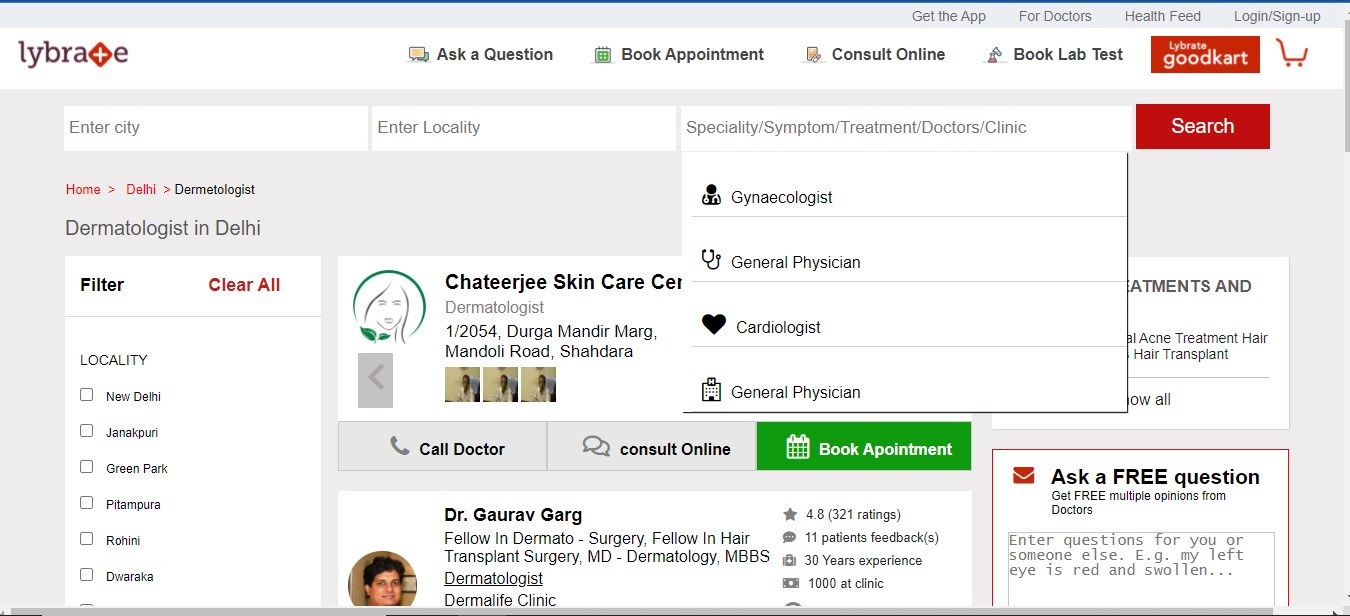 Get the App For Doctors Health Feed Login/Sign-up
lybrate
Ask a Question Book Appointment Consult Online Book Lab Test
Lybrate
goodkart
Enter city Enter Locality Speciality/Symptom/Treatment/Doctors/Clinic Search
Gynaecologist
General Physician
Cardiologist
General Physician
Home > Delhi > Dermetologist
Dermatologist in Delhi
Filter Clear All
LOCALITY
New Delhi
Janakpuri
Green Park
Pitampura
Rohini
Dwaraka
Chateerjee Skin Care Cer
Dermatologist
1/2054, Durga Mandir Marg,
Mandoli Road, Shahdara
Call Doctor consult Online Book Apointment
Dr. Gaurav Garg
Fellow In Dermato - Surgery, Fellow In Hair
Transplant Surgery, MD - Dermatology, MBBS
Dermatologist
Dermalife Clinic
4.8 (321 ratings)
11 patients feedback(s)
30 Years experience
1000 at clinic
EATMENTS AND
al Acne Treatment Hair
s Hair Transplant
how all
Ask a FREE question
Get FREE multiple opinions from
Doctors
Enter questions for you or
someone else. E.g. my left
eye is red and swollen...